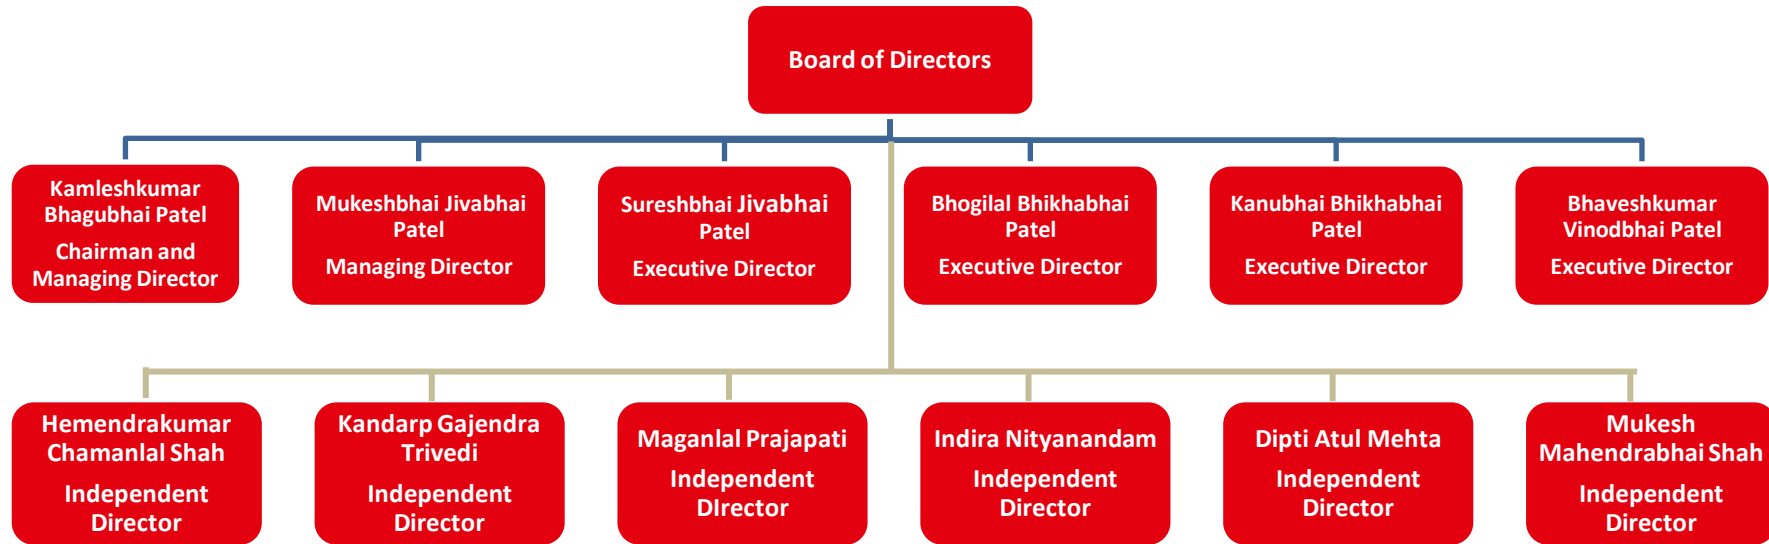 Board of Directors
Kamleshkumar
Bhagubhai Patel
Chairman and
Managing Director
Mukeshbhai Jivabhai
Patel
Managing Director
Sureshbhai Jivabhai
Patel
Executive Director
Bhogilal Bhikhabhai
Patel
Executive Director
Kanubhai Bhikhabhai
Patel
Executive Director
Bhaveshkumar
Vinodbhai Patel
Executive Director
Hemendrakumar
Chamanlal Shah
Independent
Director
Kandarp Gajendra
Trivedi
Independent
Director
Maganlal Prajapati
Independent
DIrector
Indira Nityanandam
Independent
Director
Dipti Atul Mehta
Independent
Director
Mukesh
Mahendrabhai Shah
Independent
Director